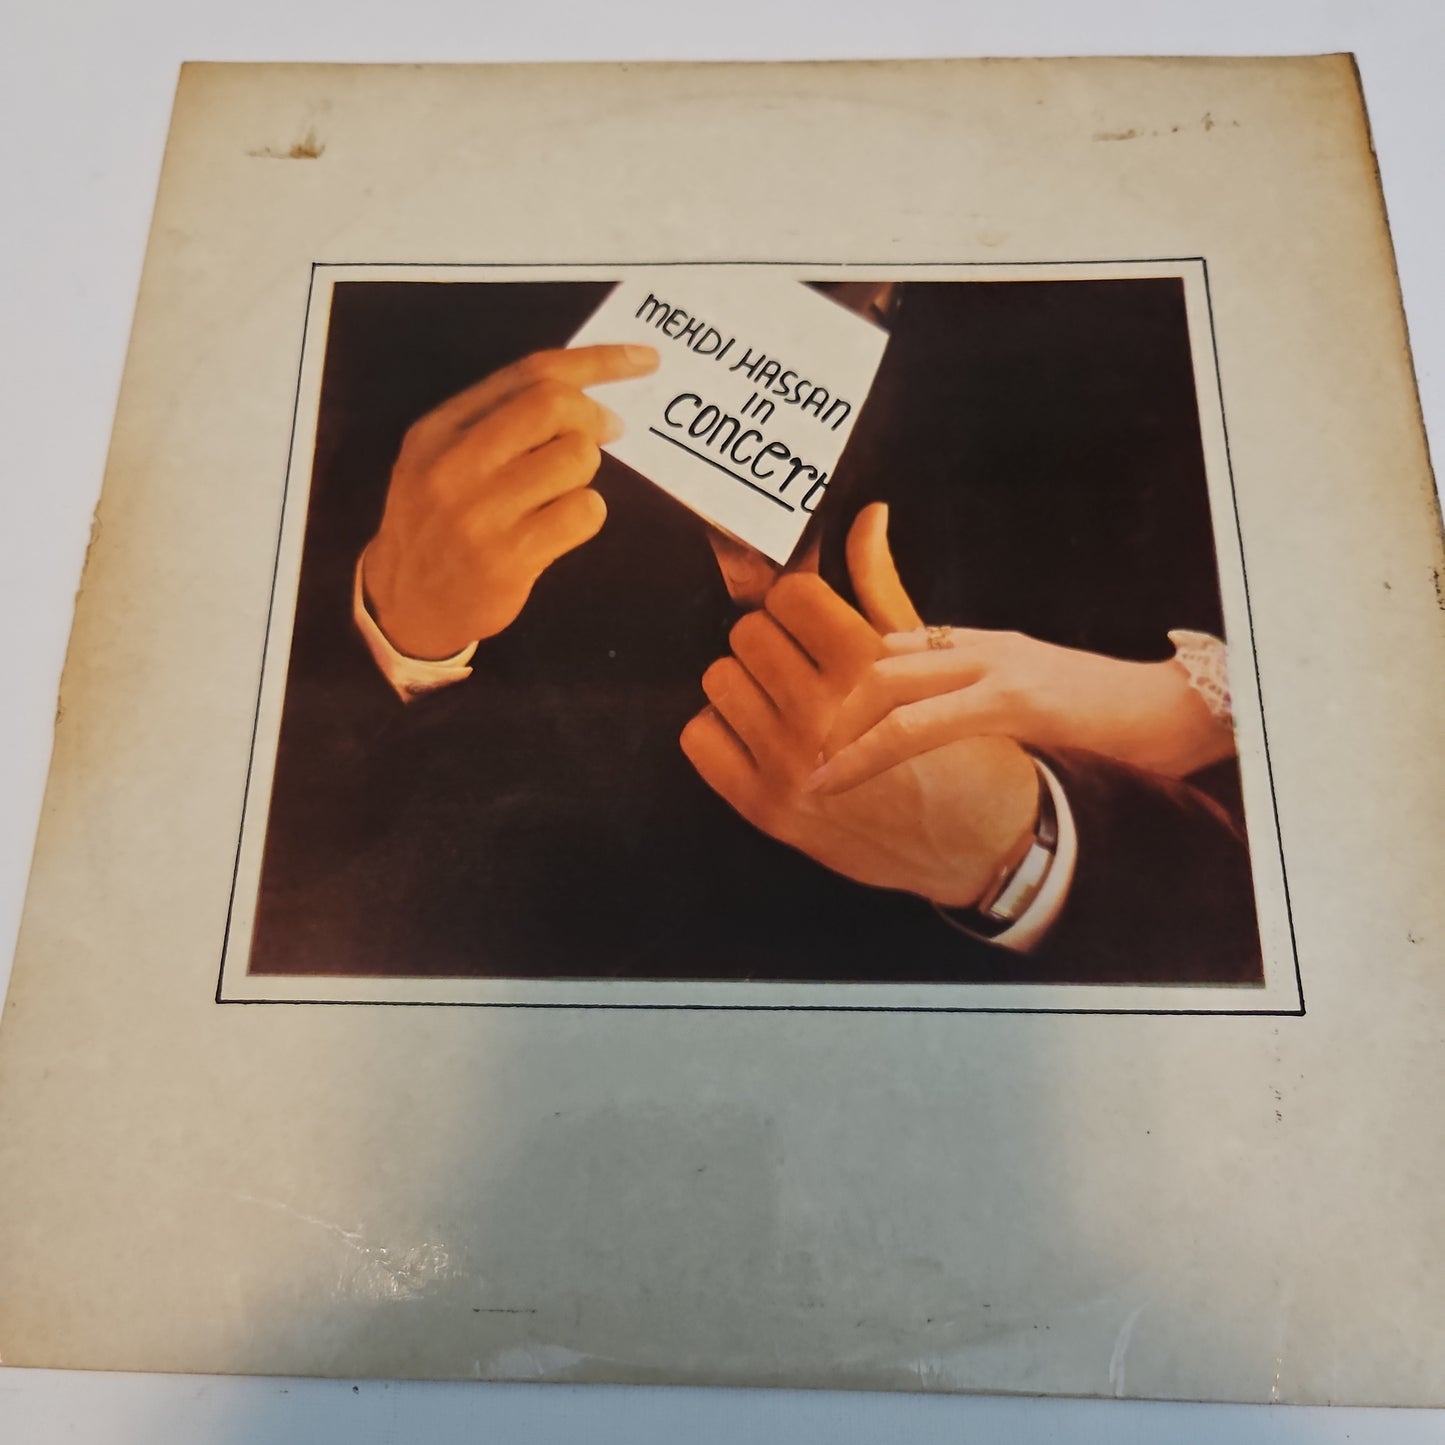 MEHDI HASSAN
IN
CONCERT